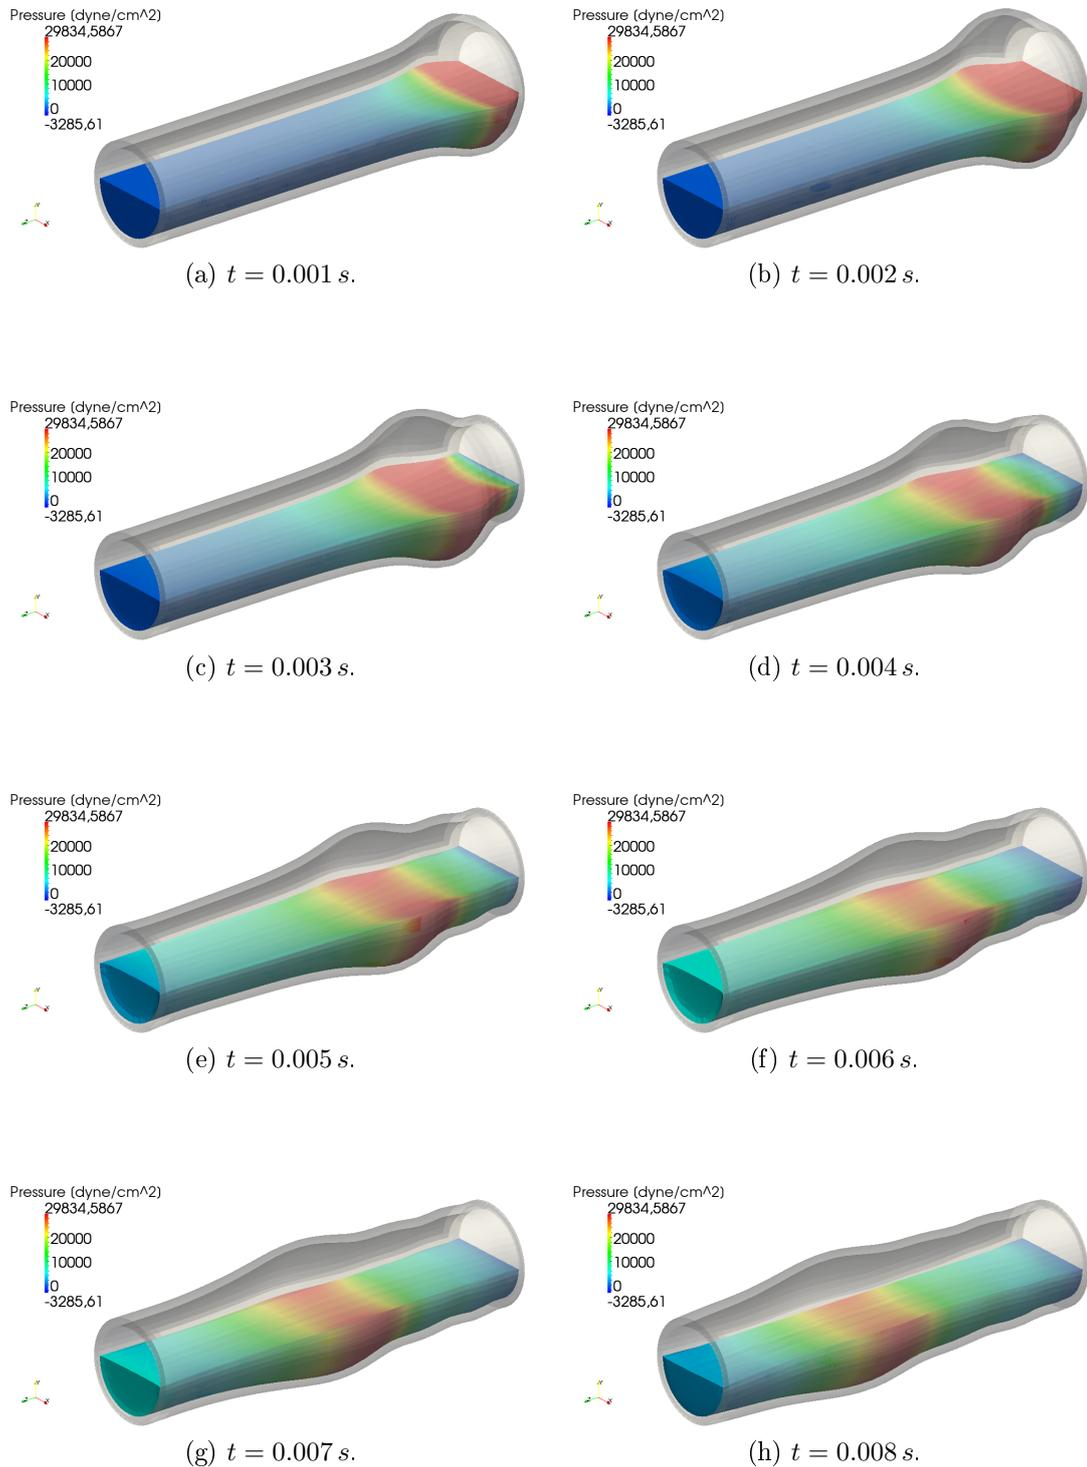 Pressure (dyne/cm^2)
29834,5867
20000
10000
0
-3285,61
(a) t = 0.001 s.
Pressure (dyne/cm^2)
29834,5867
20000
10000
0
-3285,61
(b) t = 0.002 s.
Pressure (dyne/cm^2)
29834,5867
20000
10000
0
-3285,61
(c) t = 0.003 s.
Pressure (dyne/cm^2)
29834,5867
20000
10000
0
-3285,61
(d) t = 0.004 s.
Pressure (dyne/cm^2)
29834,5867
20000
10000
0
-3285,61
(e) t = 0.005 s.
Pressure (dyne/cm^2)
29834,5867
20000
10000
0
-3285,61
(f) t = 0.006 s.
Pressure (dyne/cm^2)
29834,5867
20000
10000
0
-3285,61
(g) t = 0.007 s.
Pressure (dyne/cm^2)
29834,5867
20000
10000
0
-3285,61
(h) t = 0.008 s.